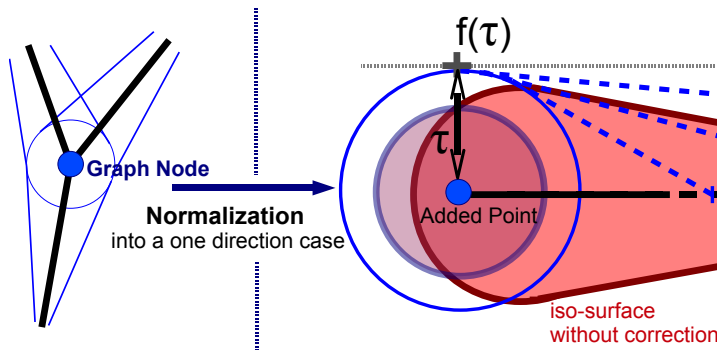 f(τ)
τ
Graph Node
Normalization
into a one direction case
Added Point
iso-surface
without correction